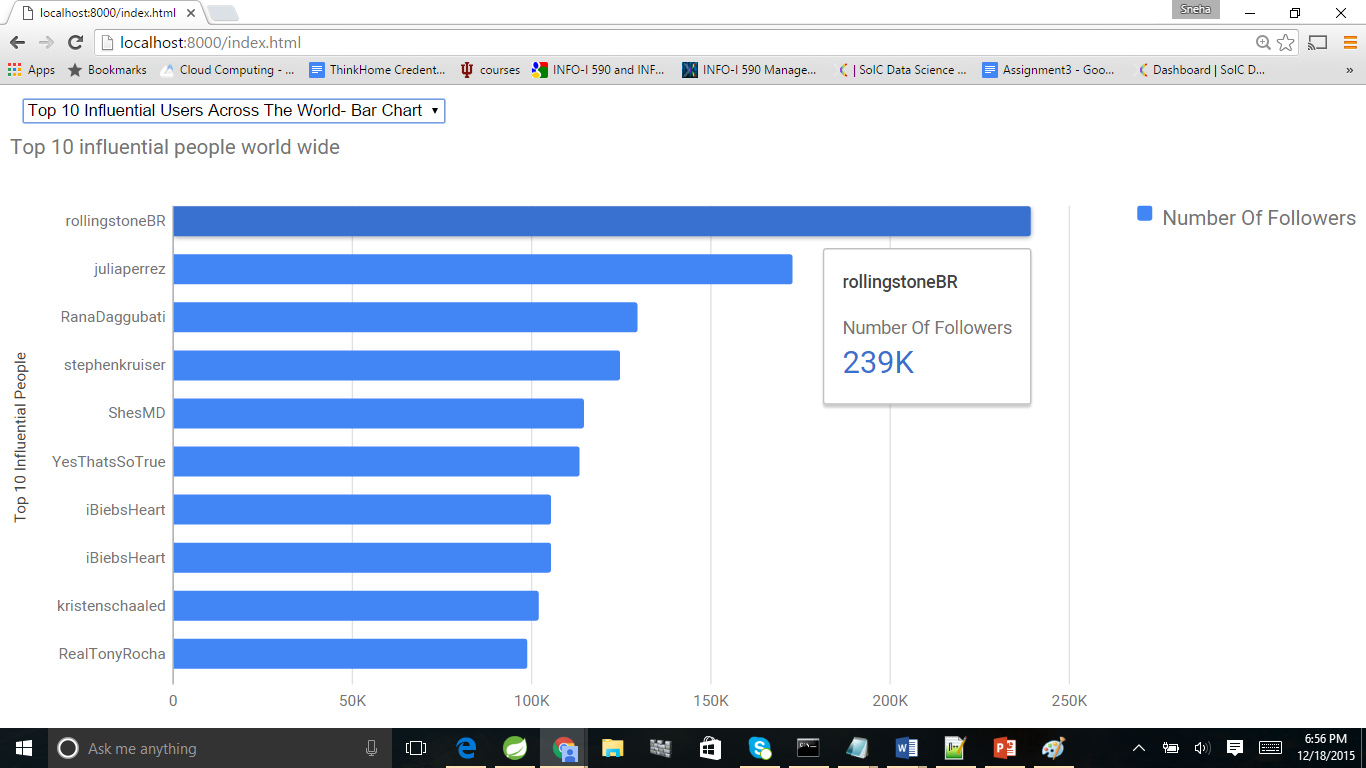 localhost:8000/index.html
Sneha
localhost:8000/index.html
Apps Bookmarks Cloud Computing - ... ThinkHome Credent... courses INFO-I 590 and INF... INFO-I 590 Manage... | SoIC Data Science ... Assignment3 - Goo... Dashboard | SoIC D... »
Top 10 Influential Users Across The World- Bar Chart
Top 10 influential people world wide
Number Of Followers
Top 10 Influential People
rollingstoneBR
juliaperrez
RanaDaggubati
stephenkruiser
ShesMD
YesThatsSoTrue
iBiebsHeart
iBiebsHeart
kristenschaaled
RealTonyRocha
rollingstoneBR
Number Of Followers
239K
0 50K 100K 150K 200K 250K
Ask me anything
6:56 PM
12/18/2015